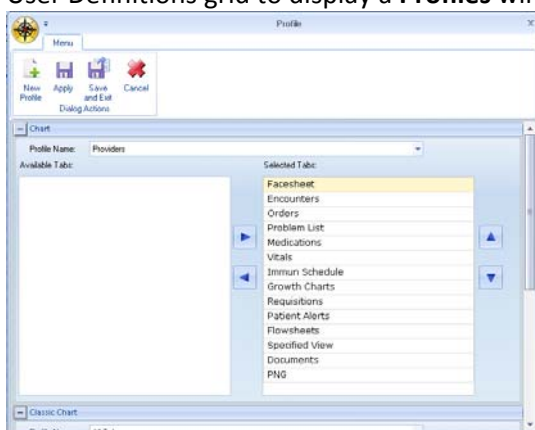 User Definitions grid to display a Profiles wi
Profile
Menu
New Profile
Apply
Save and Exit
Cancel
Dialog Actions
Chart
Profile Name: Providers
Available Tabs:
Selected Tabs:
Facesheet
Encounters
Orders
Problem List
Medications
Vitals
Immun Schedule
Growth Charts
Requisitions
Patient Alerts
Flowsheets
Specified View
Documents
PNG
Classic Chart